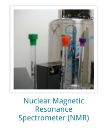 Nuclear Magnetic
Resonance
Spectrometer (NMR)